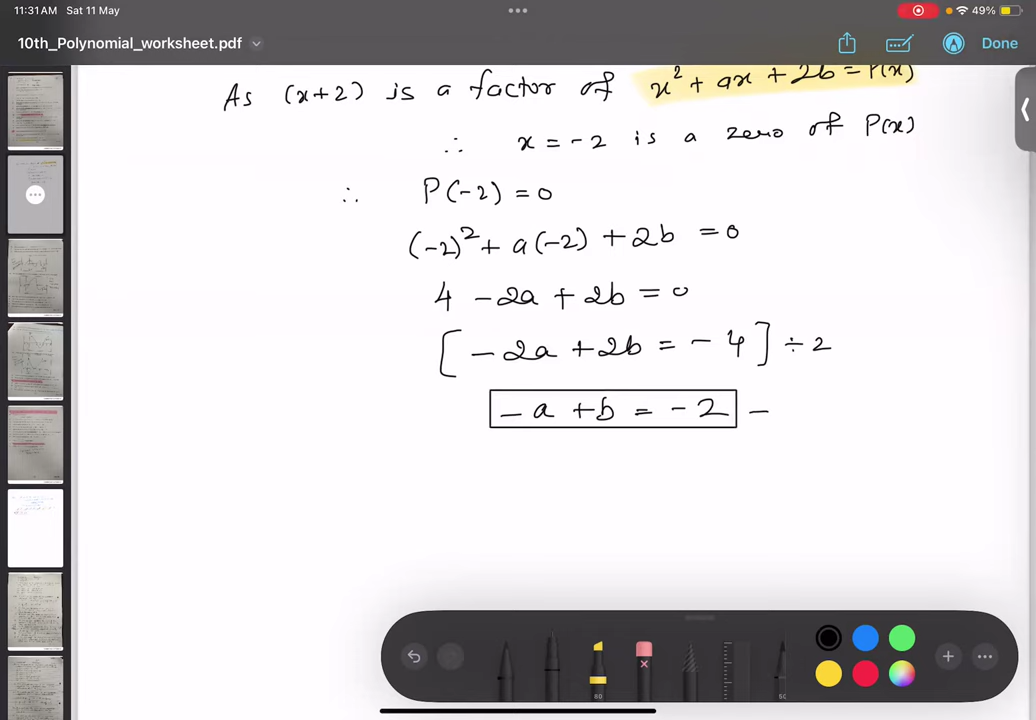 11:31 AM Sat 11 May
49%
10th_Polynomial_worksheet.pdf
Done
As (x+2) is a factor of x² + ax + 2b = P(x)
∴ x = -2 is a zero of P(x)
∴ P(-2) = 0
(-2)² + a(-2) + 2b = 0
4 - 2a + 2b = 0
[ - 2a + 2b = - 4 ] ÷ 2
- a + b = - 2 -
80